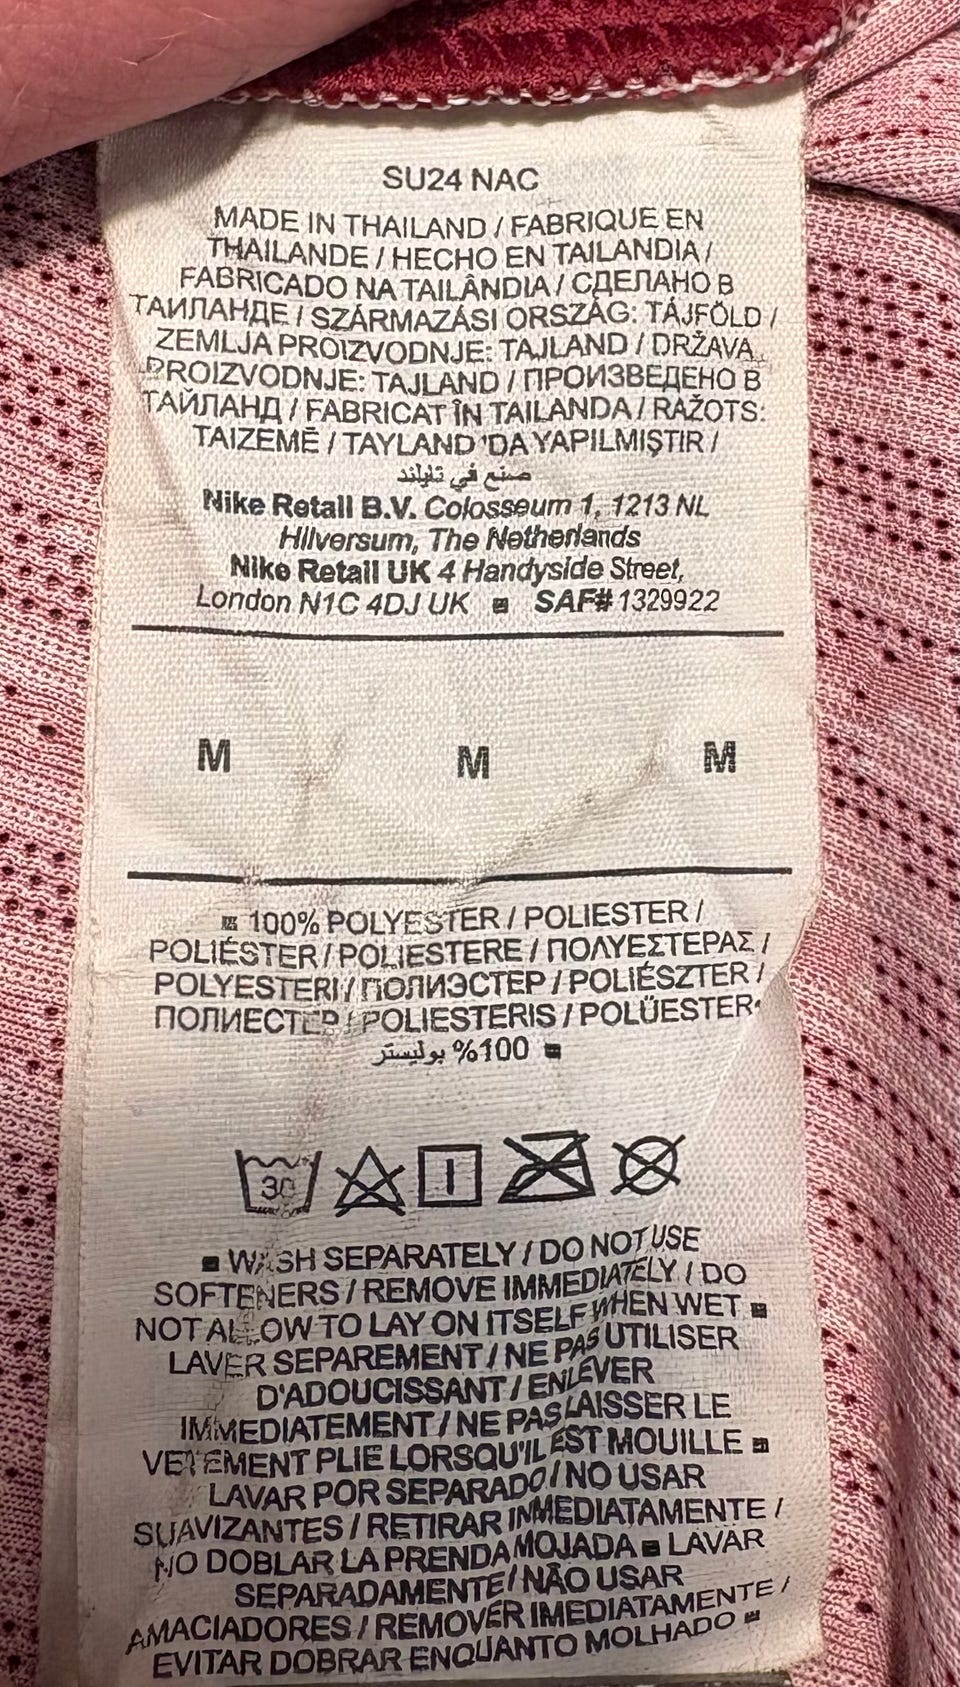 SU24 NAC
MADE IN THAILAND / FABRIQUE EN
THAILANDE / HECHO EN TAILANDIA /
FABRICADO NA TAILÂNDIA / СДЕЛАНО В
ТАИЛАНДЕ / SZÁRMAZÁSI ORSZÁG: TÁJFÖLD /
ZEMLJA PROIZVODNJE: TAJLAND / DRŽAVA
PROIZVODNJE: TAJLAND / ПРОИЗВЕДЕНО В
ТАЙЛАНД / FABRICAT ÎN TAILANDA / RAŽOTS:
TAIZEMĒ / TAYLAND 'DA YAPILMIŞTIR /
صنع في تايلند
Nike Retail B.V. Colosseum 1, 1213 NL
Hilversum, The Netherlands
Nike Retail UK 4 Handyside Street,
London N1C 4DJ UK SAF# 1329922
M M M
100% POLYESTER / POLIESTER /
POLIÉSTER / POLIESTERE / ΠΟΛΥΕΣΤΕΡΑΣ /
POLYESTERI / ПОЛИЭСТЕР / POLIÉSZTER /
ПОЛИЕСТЕР / POLIESTERIS / POLÜESTER
100% بوليستر
30
WASH SEPARATELY / DO NOT USE
SOFTENERS / REMOVE IMMEDIATELY / DO
NOT ALLOW TO LAY ON ITSELF WHEN WET
LAVER SEPAREMENT / NE PAS UTILISER
D'ADOUCISSANT / ENLEVER
IMMEDIATEMENT / NE PAS LAISSER LE
VETEMENT PLIE LORSQU'IL EST MOUILLE
LAVAR POR SEPARADO / NO USAR
SUAVIZANTES / RETIRAR INMEDIATAMENTE /
NO DOBLAR LA PRENDA MOJADA LAVAR
SEPARADAMENTE / NÃO USAR
AMACIADORES / REMOVER IMEDIATAMENTE /
EVITAR DOBRAR ENQUANTO MOLHADO